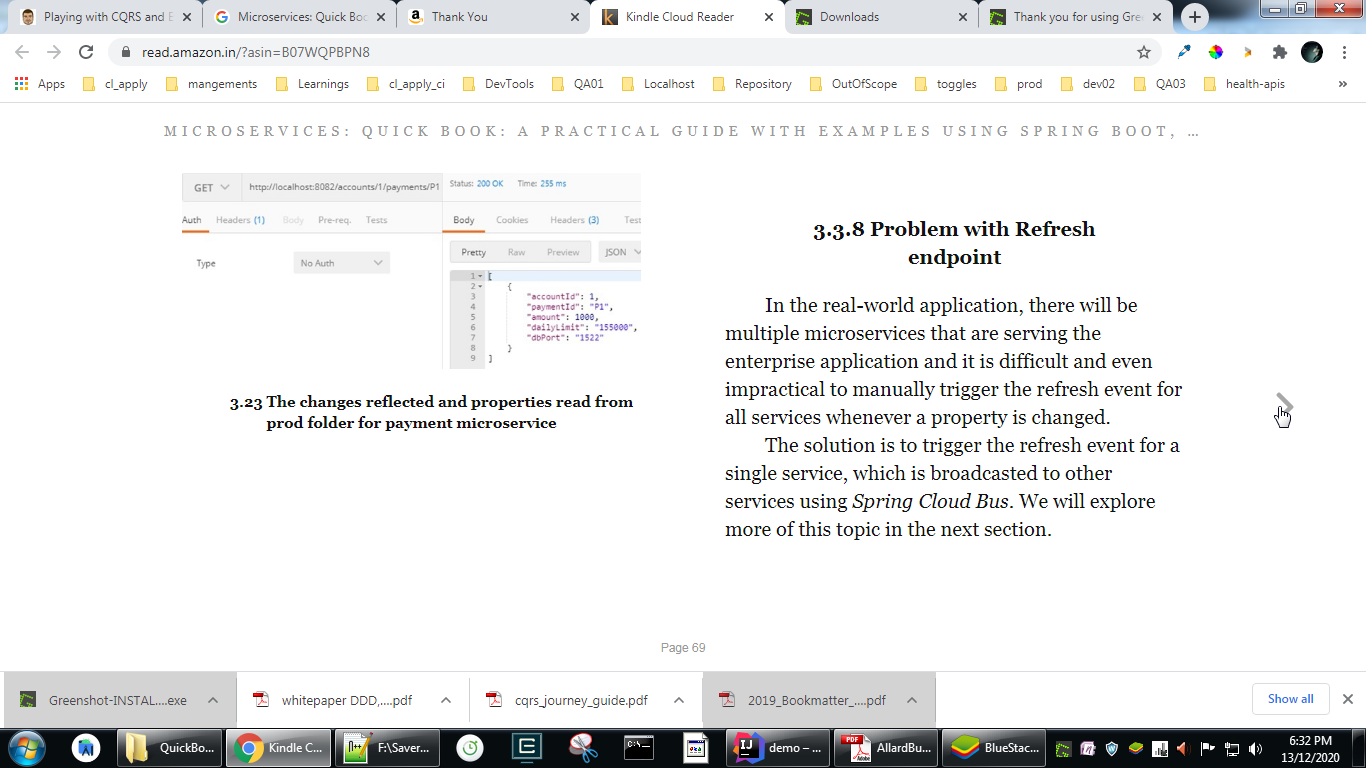 Playing with CQRS and E
Microservices: Quick Boo
Thank You
Kindle Cloud Reader
Downloads
Thank you for using Gre
read.amazon.in/?asin=B07WQPBPN8
Apps
cl_apply
mangements
Learnings
cl_apply_ci
DevTools
QA01
Localhost
Repository
OutOfScope
toggles
prod
dev02
QA03
health-apis
»
MICROSERVICES: QUICK BOOK: A PRACTICAL GUIDE WITH EXAMPLES USING SPRING BOOT, …
GET
http://localhost:8082/accounts/1/payments/P1
Status: 200 OK Time: 255 ms
Auth Headers (1) Body Pre-req. Tests
Body Cookies Headers (3) Test
Type
No Auth
Pretty Raw Preview JSON
1 [
2 {
3 "accountId": 1,
4 "paymentId": "P1",
5 "amount": 1000,
6 "dailyLimit": "155000",
7 "dbPort": "1522"
8 }
9 ]
3.23 The changes reflected and properties read from
prod folder for payment microservice
3.3.8 Problem with Refresh
endpoint
In the real-world application, there will be
multiple microservices that are serving the
enterprise application and it is difficult and even
impractical to manually trigger the refresh event for
all services whenever a property is changed.
The solution is to trigger the refresh event for a
single service, which is broadcasted to other
services using Spring Cloud Bus. We will explore
more of this topic in the next section.
Page 69
Greenshot-INSTAL....exe
whitepaper DDD,....pdf
cqrs_journey_guide.pdf
2019_Bookmatter_....pdf
Show all
QuickBo...
Kindle C...
F:\Saver...
C:\
demo – ...
AllardBu...
BlueStac...
6:32 PM
13/12/2020